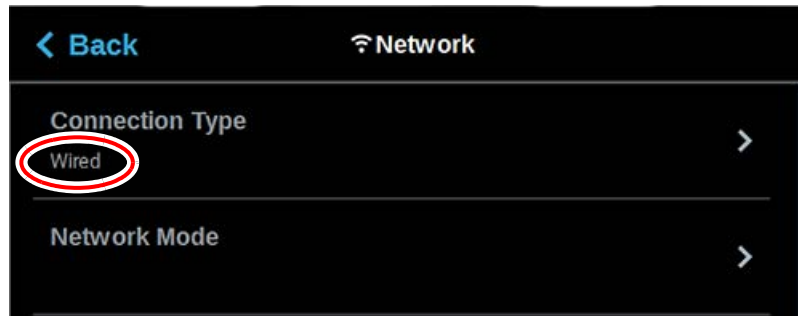 Back
Network
Connection Type
Wired
Network Mode